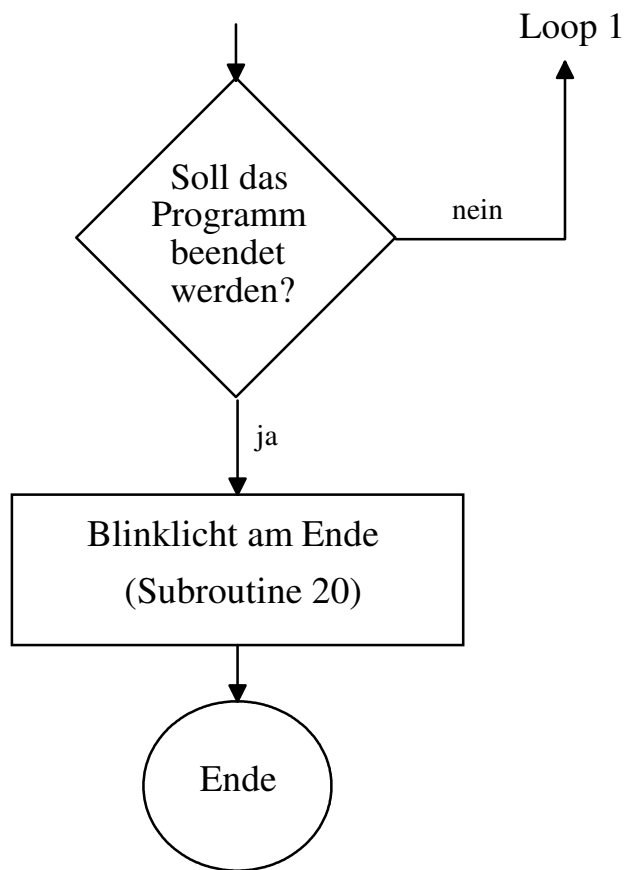 Loop 1
Soll das
Programm
beendet
werden?
nein
ja
Blinklicht am Ende
(Subroutine 20)
Ende